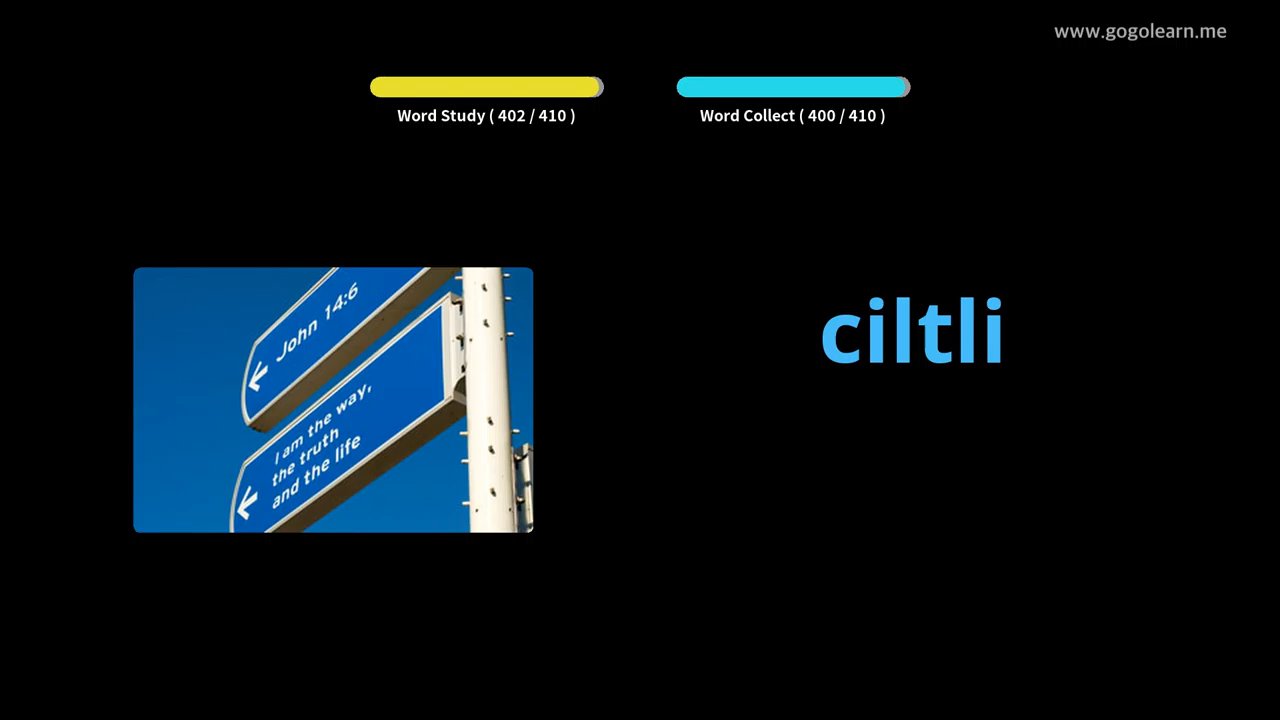 www.gogolearn.me
Word Study ( 402 / 410 )
Word Collect ( 400 / 410 )
John 14:6
I am the way,
the truth
and the life
ciltli